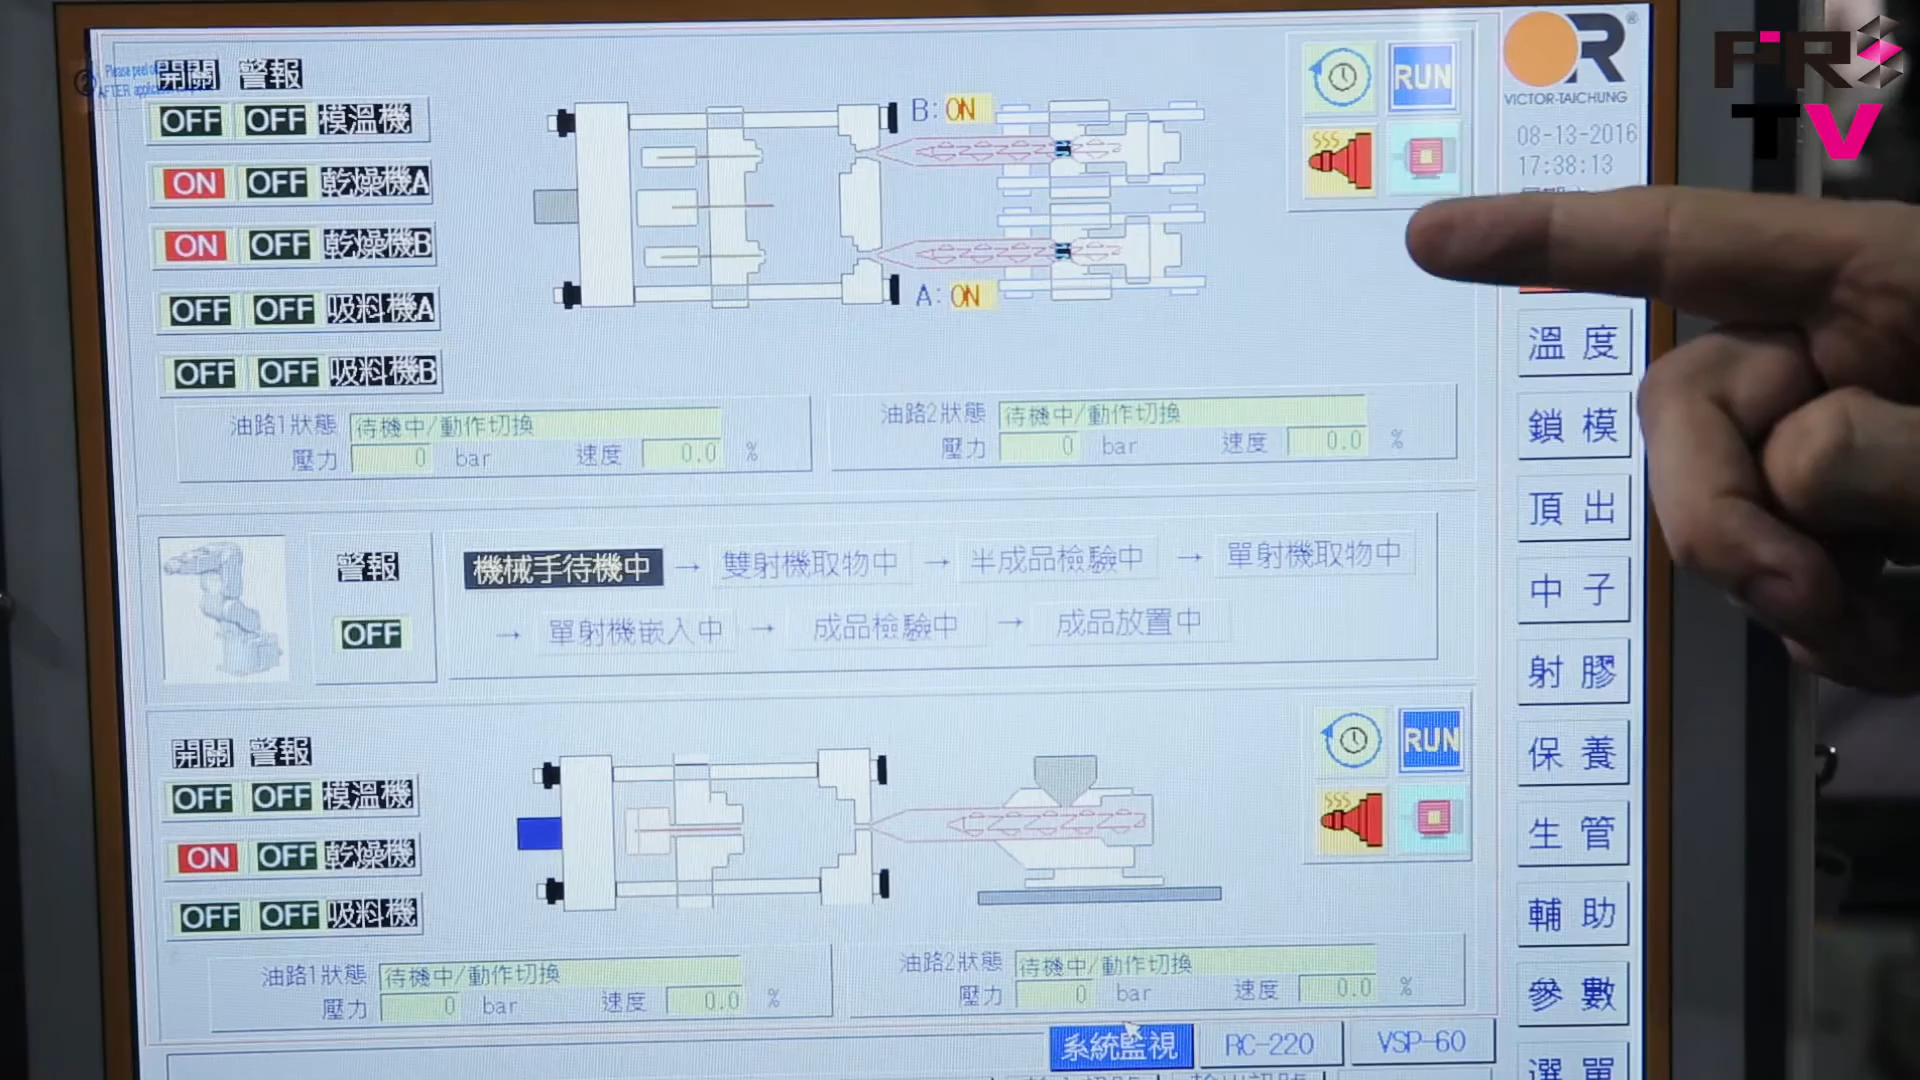 開關 警報
OFF OFF 模溫機
ON OFF 乾燥機A
ON OFF 乾燥機B
OFF OFF 吸料機A
OFF OFF 吸料機B
B: ON
A: ON
RUN
VICTOR-TAICHUNG
08-13-2016
17:38:13
FR
TV
油路1狀態 待機中/動作切換
壓力 0 bar 速度 0.0 %
油路2狀態 待機中/動作切換
壓力 0 bar 速度 0.0 %
警報
OFF
機械手待機中 → 雙射機取物中 → 半成品檢驗中 → 單射機取物中
→ 單射機嵌入中 → 成品檢驗中 → 成品放置中
開關 警報
OFF OFF 模溫機
ON OFF 乾燥機
OFF OFF 吸料機
RUN
油路1狀態 待機中/動作切換
壓力 0 bar 速度 0.0 %
油路2狀態 待機中/動作切換
壓力 0 bar 速度 0.0 %
系統監視 RC-220 VSP-60
溫度
鎖模
頂出
中子
射膠
保養
生管
輔助
參數
選單